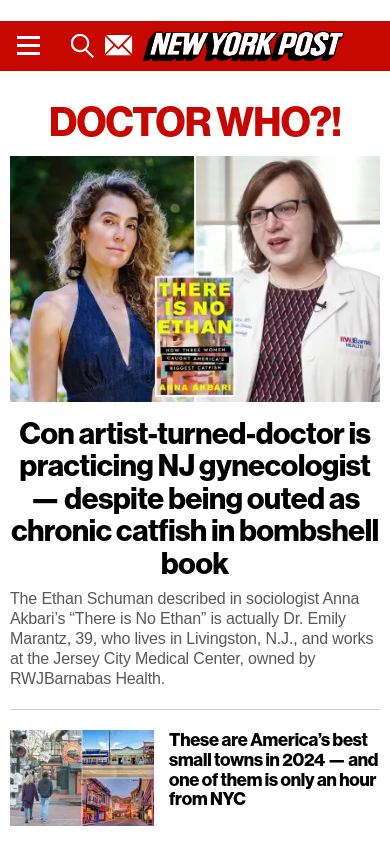 NEW YORK POST
DOCTOR WHO?!
THERE
IS NO
ETHAN
HOW THREE WOMEN
CAUGHT AMERICA'S
BIGGEST CATFISH
ANNA AKBARI
RWJBarnabas
HEALTH
Con artist-turned-doctor is
practicing NJ gynecologist
— despite being outed as
chronic catfish in bombshell
book
The Ethan Schuman described in sociologist Anna
Akbari’s “There is No Ethan” is actually Dr. Emily
Marantz, 39, who lives in Livingston, N.J., and works
at the Jersey City Medical Center, owned by
RWJBarnabas Health.
These are America’s best
small towns in 2024 — and
one of them is only an hour
from NYC